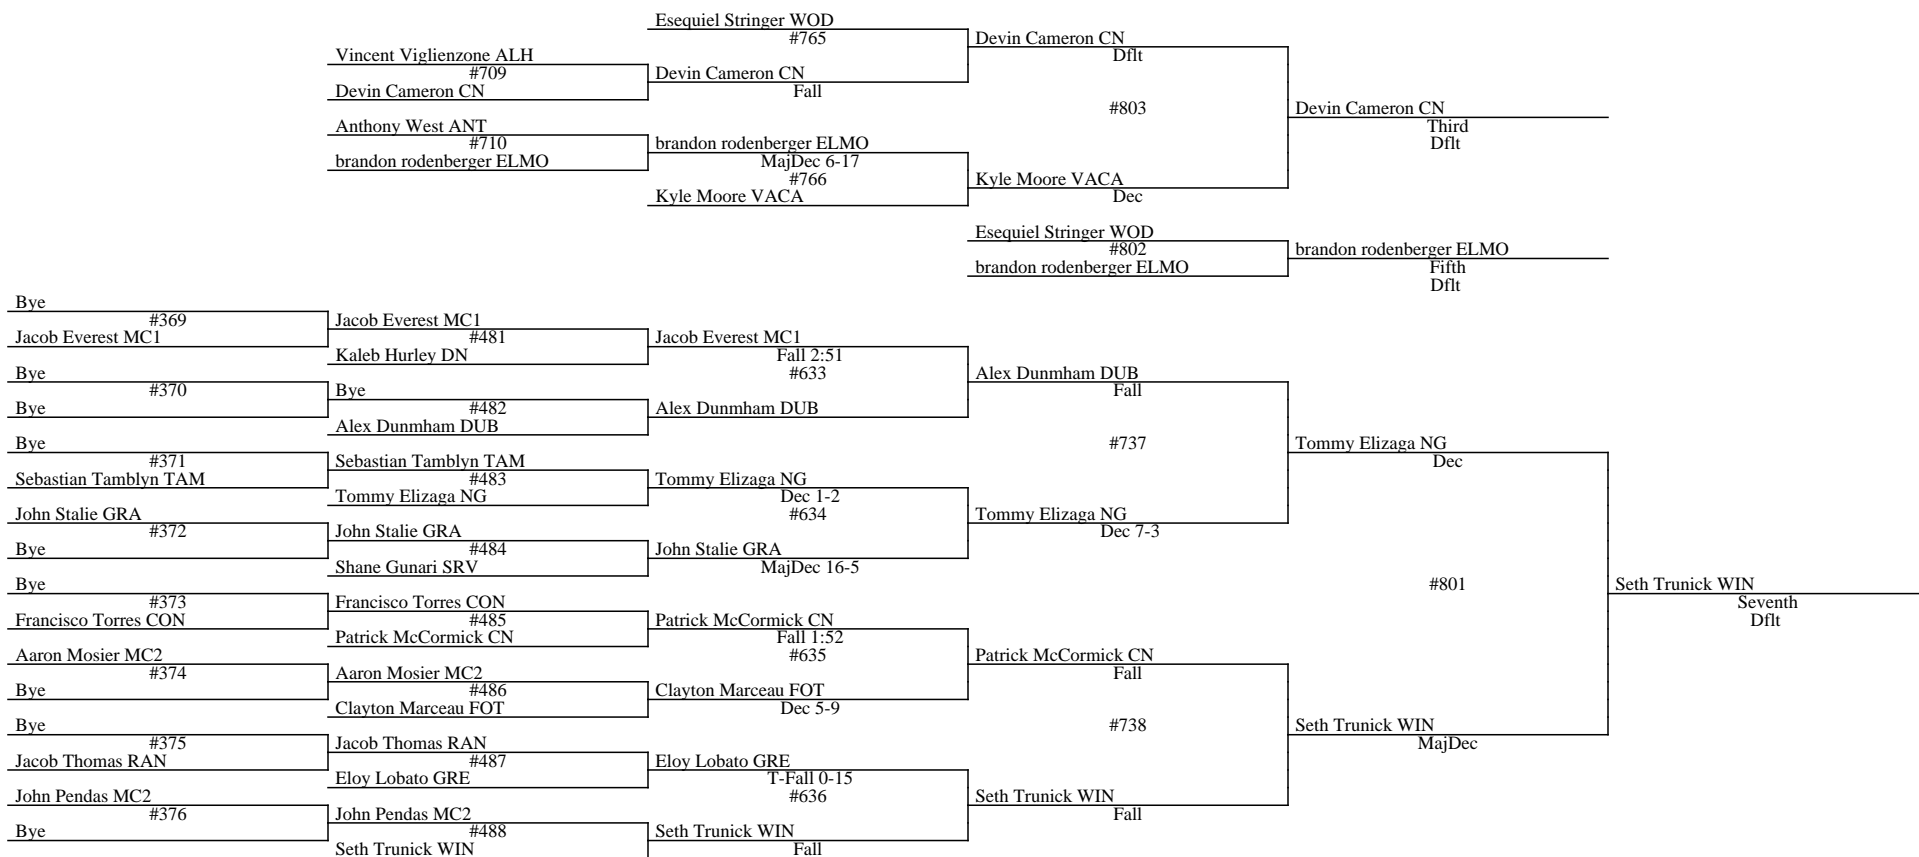 Esequiel Stringer WOD
#765
Devin Cameron CN
Dflt
Vincent Viglienzone ALH
#709
Devin Cameron CN
Fall
Devin Cameron CN
#803
Devin Cameron CN
Third
Dflt
Anthony West ANT
#710
brandon rodenberger ELMO
MajDec 6-17
brandon rodenberger ELMO
#766
Kyle Moore VACA
Dec
Kyle Moore VACA
Esequiel Stringer WOD
#802
brandon rodenberger ELMO
brandon rodenberger ELMO
Fifth
Dflt
Bye
#369
Jacob Everest MC1
Jacob Everest MC1
#481
Kaleb Hurley DN
Jacob Everest MC1
Fall 2:51
#633
Bye
#370
Bye
Bye
#482
Alex Dunmham DUB
Alex Dunmham DUB
Alex Dunmham DUB
Fall
#737
Bye
#371
Sebastian Tamblyn TAM
Sebastian Tamblyn TAM
#483
Tommy Elizaga NG
Tommy Elizaga NG
Dec 1-2
#634
Tommy Elizaga NG
Dec
John Stalie GRA
#372
Bye
John Stalie GRA
#484
Shane Gunari SRV
John Stalie GRA
MajDec 16-5
Tommy Elizaga NG
Dec 7-3
#801
Seth Trunick WIN
Seventh
Dflt
Bye
#373
Francisco Torres CON
Francisco Torres CON
#485
Patrick McCormick CN
Patrick McCormick CN
Fall 1:52
#635
Aaron Mosier MC2
#374
Bye
Aaron Mosier MC2
#486
Clayton Marceau FOT
Clayton Marceau FOT
Dec 5-9
Patrick McCormick CN
Fall
#738
Seth Trunick WIN
MajDec
Bye
#375
Jacob Thomas RAN
Jacob Thomas RAN
#487
Eloy Lobato GRE
Eloy Lobato GRE
T-Fall 0-15
#636
Seth Trunick WIN
Fall
John Pendas MC2
#376
Bye
John Pendas MC2
#488
Seth Trunick WIN
Seth Trunick WIN
Fall